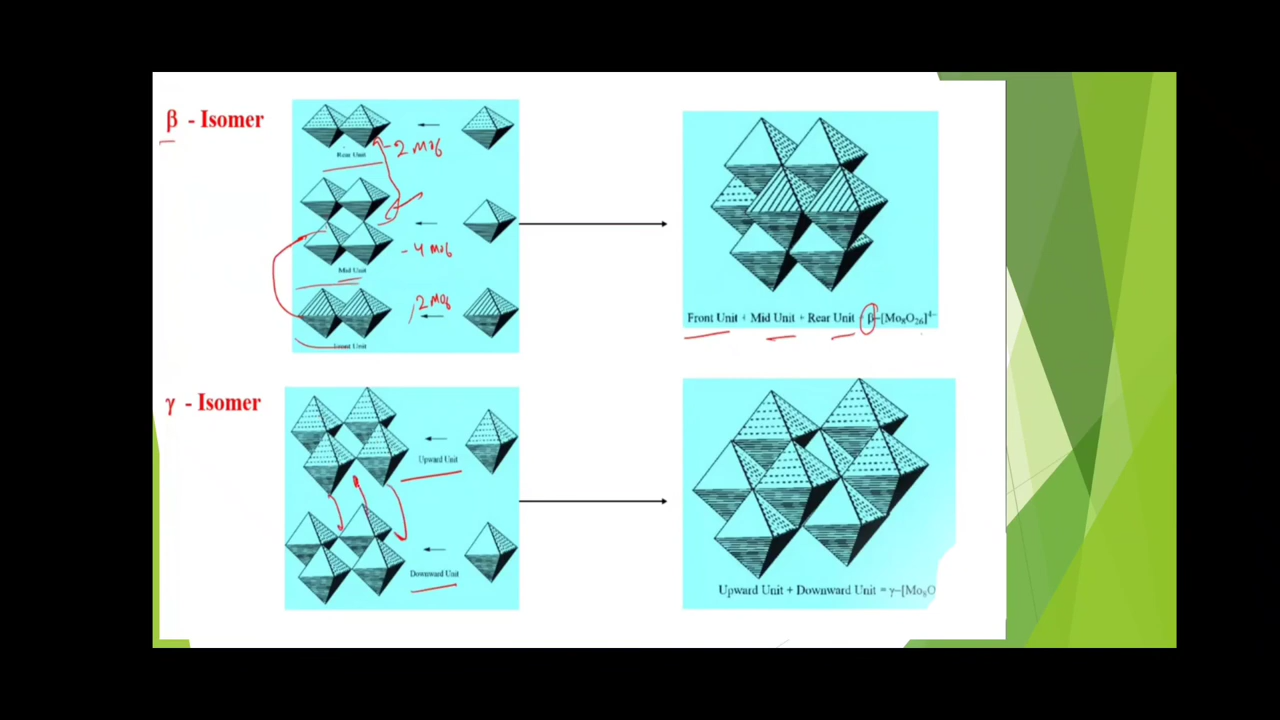 β - Isomer
Rear Unit
-2 MO6
Mid Unit
-4 MO6
2 MO6
Front Unit
Front Unit + Mid Unit + Rear Unit = β-[Mo₈O₂₆]⁴⁻
γ - Isomer
Upward Unit
Downward Unit
Upward Unit + Downward Unit = γ-[Mo₈O